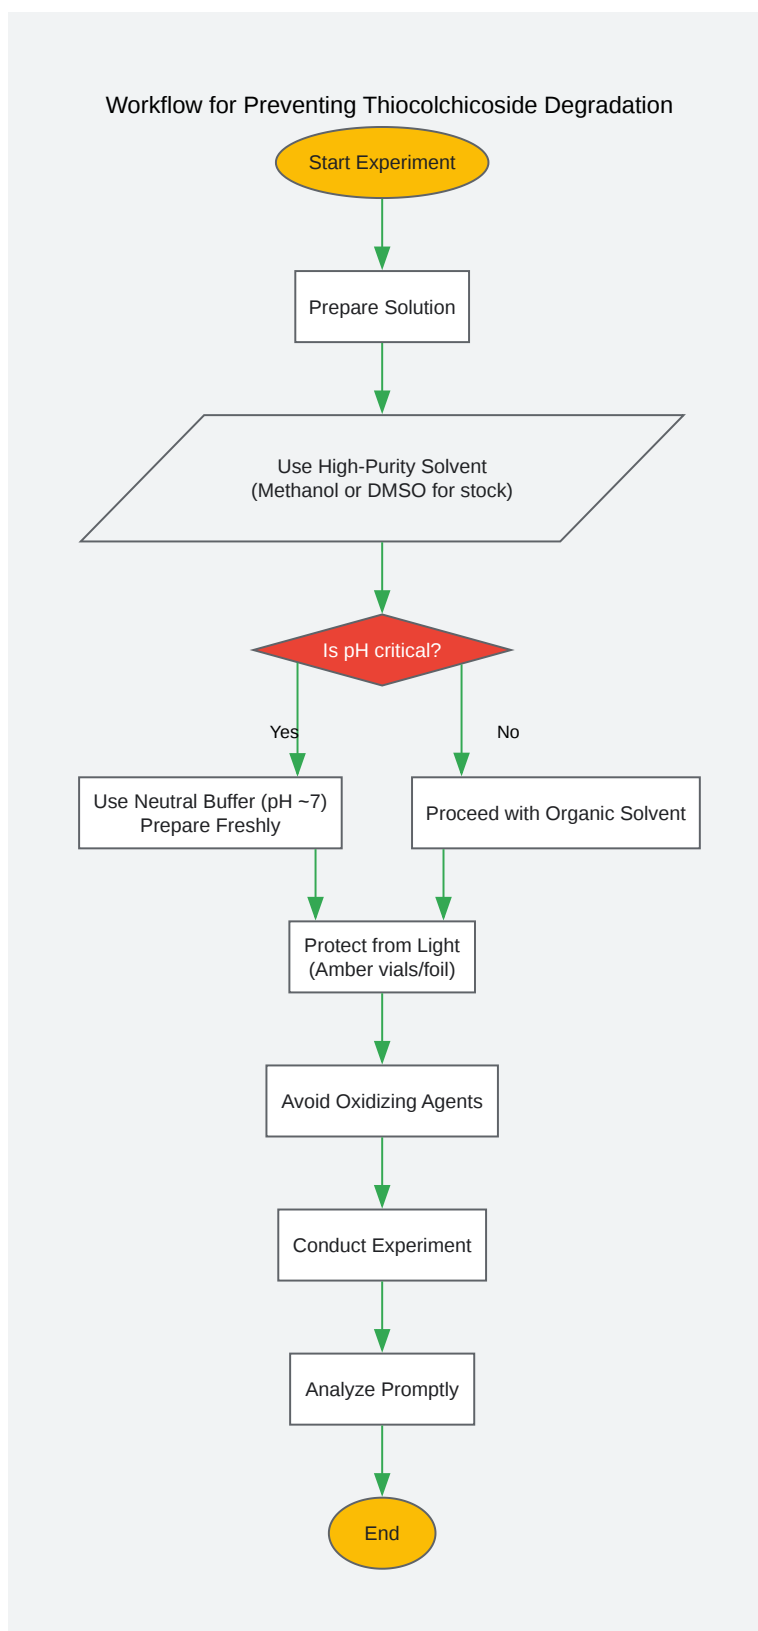 Workflow for Preventing Thiocolchicoside Degradation
Start Experiment
Prepare Solution
Use High-Purity Solvent
(Methanol or DMSO for stock)
Is pH critical?
Yes
No
Use Neutral Buffer (pH ~7)
Prepare Freshly
Proceed with Organic Solvent
Protect from Light
(Amber vials/foil)
Avoid Oxidizing Agents
Conduct Experiment
Analyze Promptly
End